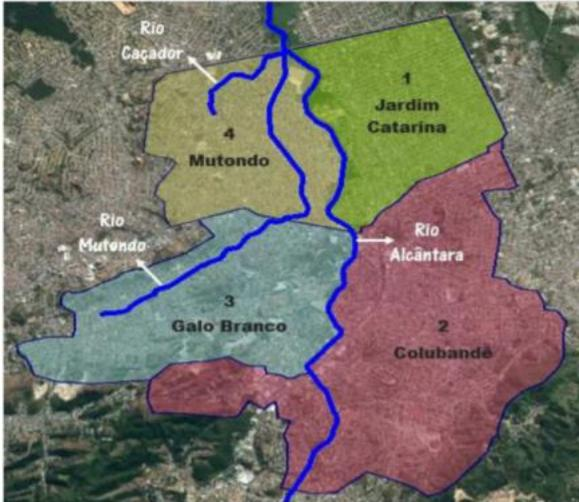 Rio
Caçador
1
Jardim
Catarina
4
Mutondo
Rio
Mutondo
Rio
Alcântara
3
Galo Branco
2
Colubandê